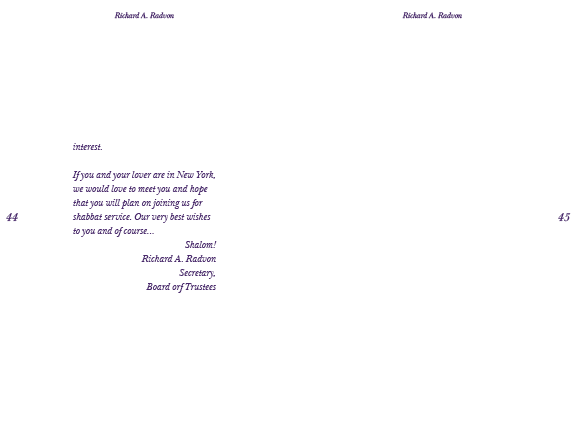 Richard A. Radvon
Richard A. Radvon
interest.
If you and your lover are in New York,
we would love to meet you and hope
that you will plan on joining us for
shabbat service. Our very best wishes
to you and of course...
Shalom!
Richard A. Radvon
Secretary,
Board orf Trustees
44
45